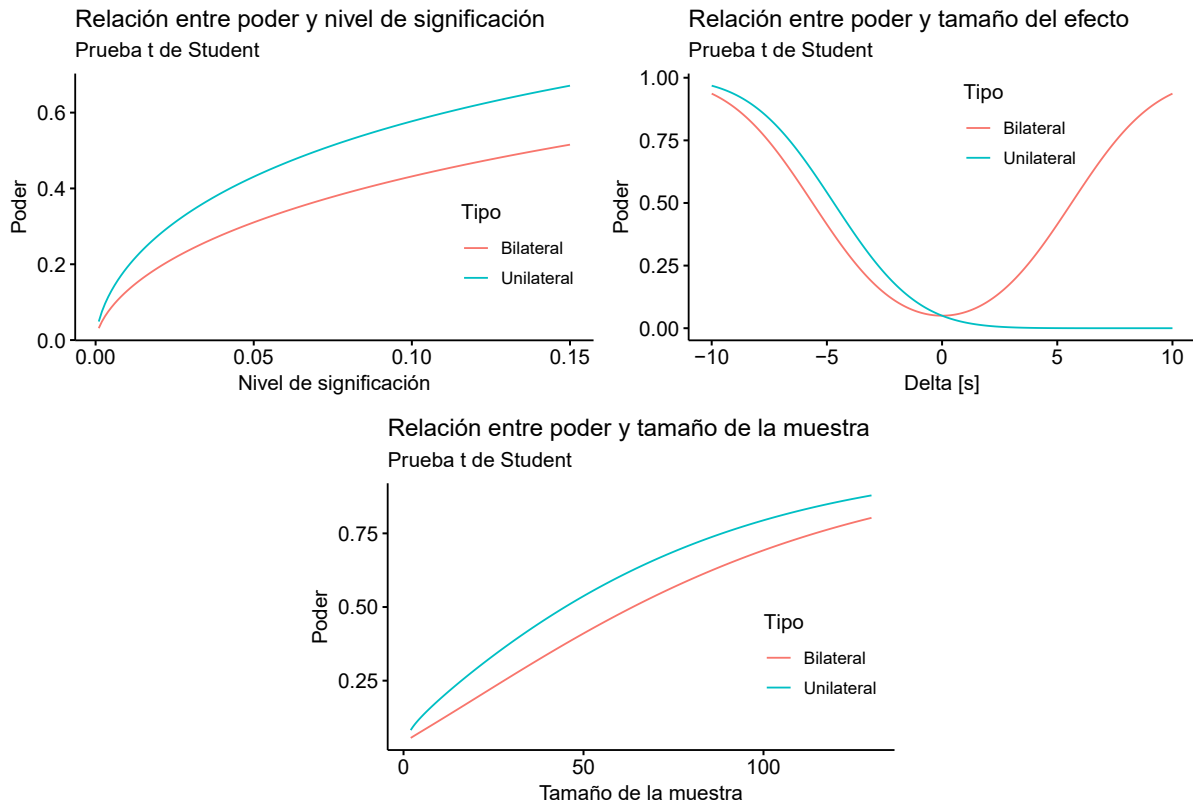 Relación entre poder y nivel de significación
Prueba t de Student
Poder
0.6
0.4
0.2
0.0
0.00
0.05
0.10
0.15
Nivel de significación
Tipo
Bilateral
Unilateral
Relación entre poder y tamaño del efecto
Prueba t de Student
Poder
1.00
0.75
0.50
0.25
0.00
−10
−5
0
5
10
Delta [s]
Tipo
Bilateral
Unilateral
Relación entre poder y tamaño de la muestra
Prueba t de Student
Poder
0.75
0.50
0.25
0
50
100
Tamaño de la muestra
Tipo
Bilateral
Unilateral